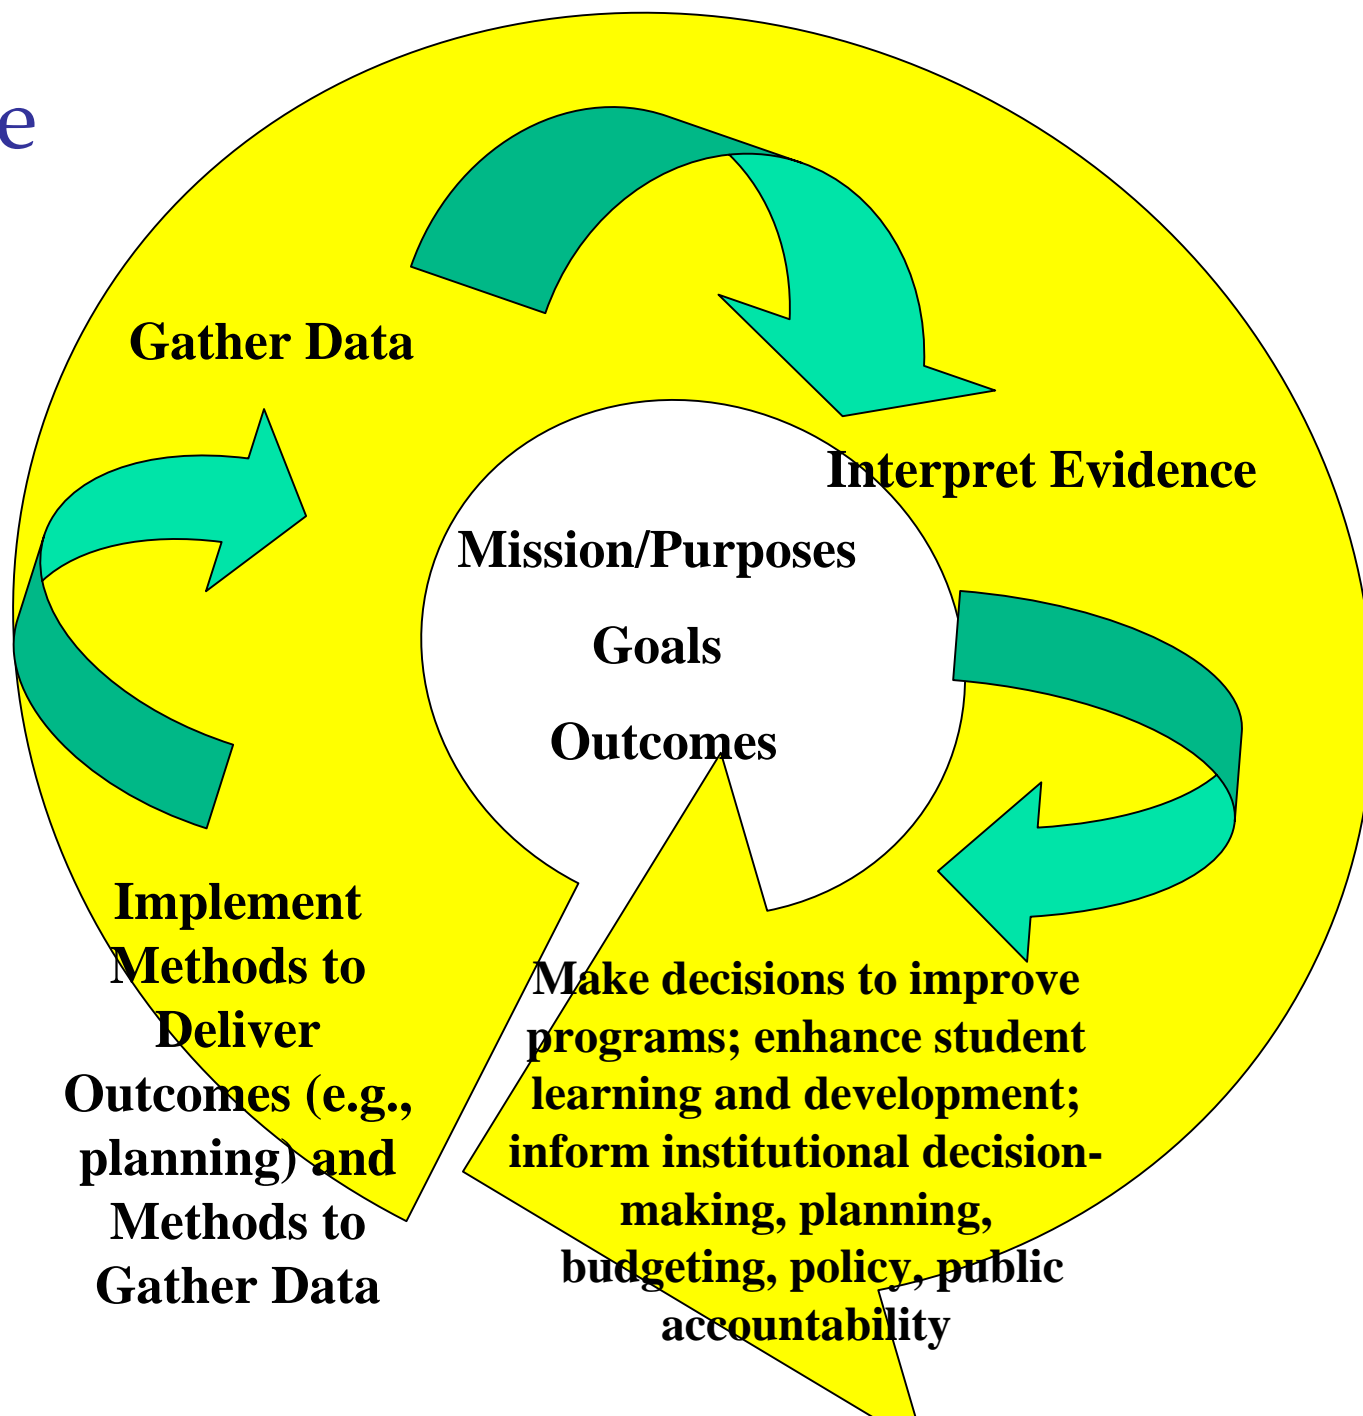 e
Gather Data
Interpret Evidence
Mission/Purposes
Goals
Outcomes
Implement
Methods to
Deliver
Outcomes (e.g.,
planning) and
Methods to
Gather Data
Make decisions to improve
programs; enhance student
learning and development;
inform institutional decision-
making, planning,
budgeting, policy, public
accountability